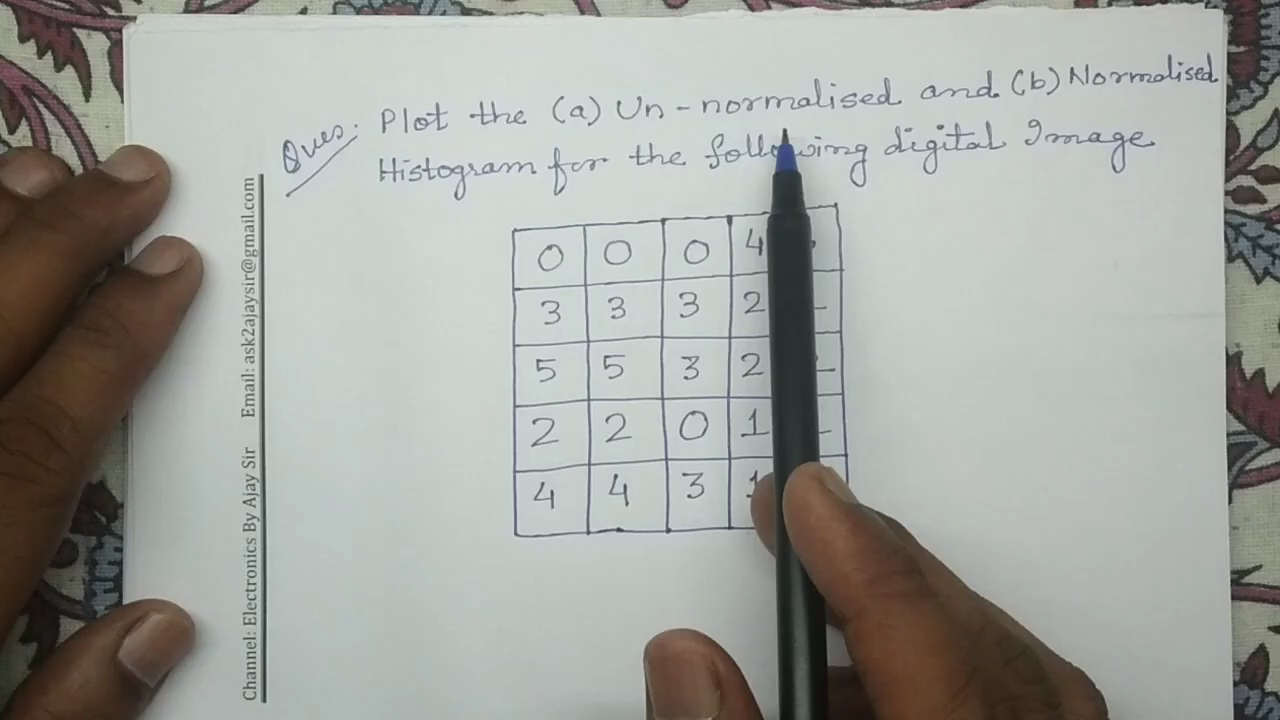 Ques: Plot the (a) Un-normalised and (b) Normalised
Histogram for the following digital Image
0 0 0 4
3 3 3 2
5 5 3 2
2 2 0 1
4 4 3 1
Channel: Electronics By Ajay Sir Email: ask2ajaysir@gmail.com